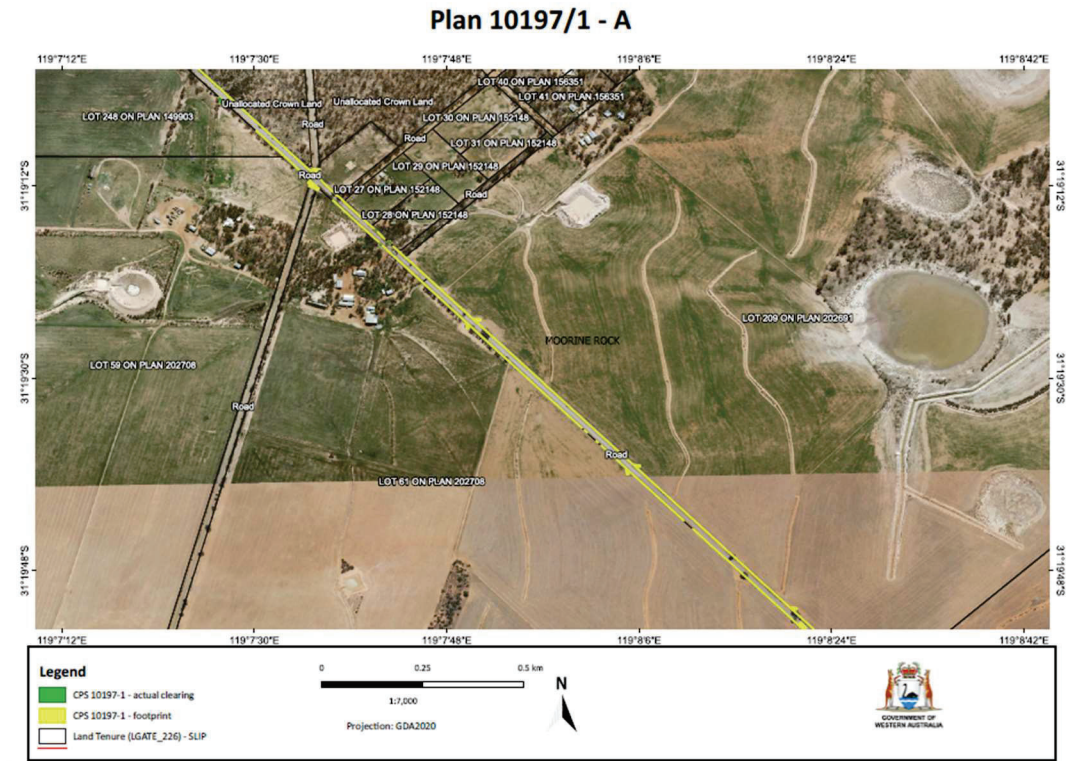 Plan 10197/1 - A
119°7'12"E 119°7'30"E 119°7'48"E 119°8'6"E 119°8'24"E 119°8'42"E
LOT 40 ON PLAN 156351
LOT 41 ON PLAN 156351
Unallocated Crown Land
Unallocated Crown Land
LOT 248 ON PLAN 149903
LOT 30 ON PLAN 152148
Road
Road
LOT 31 ON PLAN 152148
LOT 29 ON PLAN 152148
Road
31°19'12"S
31°19'12"S
LOT 27 ON PLAN 152148
Road
LOT 28 ON PLAN 152148
LOT 209 ON PLAN 202691
MOORINE ROCK
LOT 59 ON PLAN 202708
31°19'30"S
31°19'30"S
Road
Road
LOT 61 ON PLAN 202708
31°19'48"S
31°19'48"S
119°7'12"E 119°7'30"E 119°7'48"E 119°8'6"E 119°8'24"E 119°8'42"E
Legend
CPS 10197-1 - actual clearing
CPS 10197-1 - footprint
Land Tenure (LGATE_226) - SLIP
0 0.25 0.5 km
1:7,000
Projection: GDA2020
N
GOVERNMENT OF
WESTERN AUSTRALIA